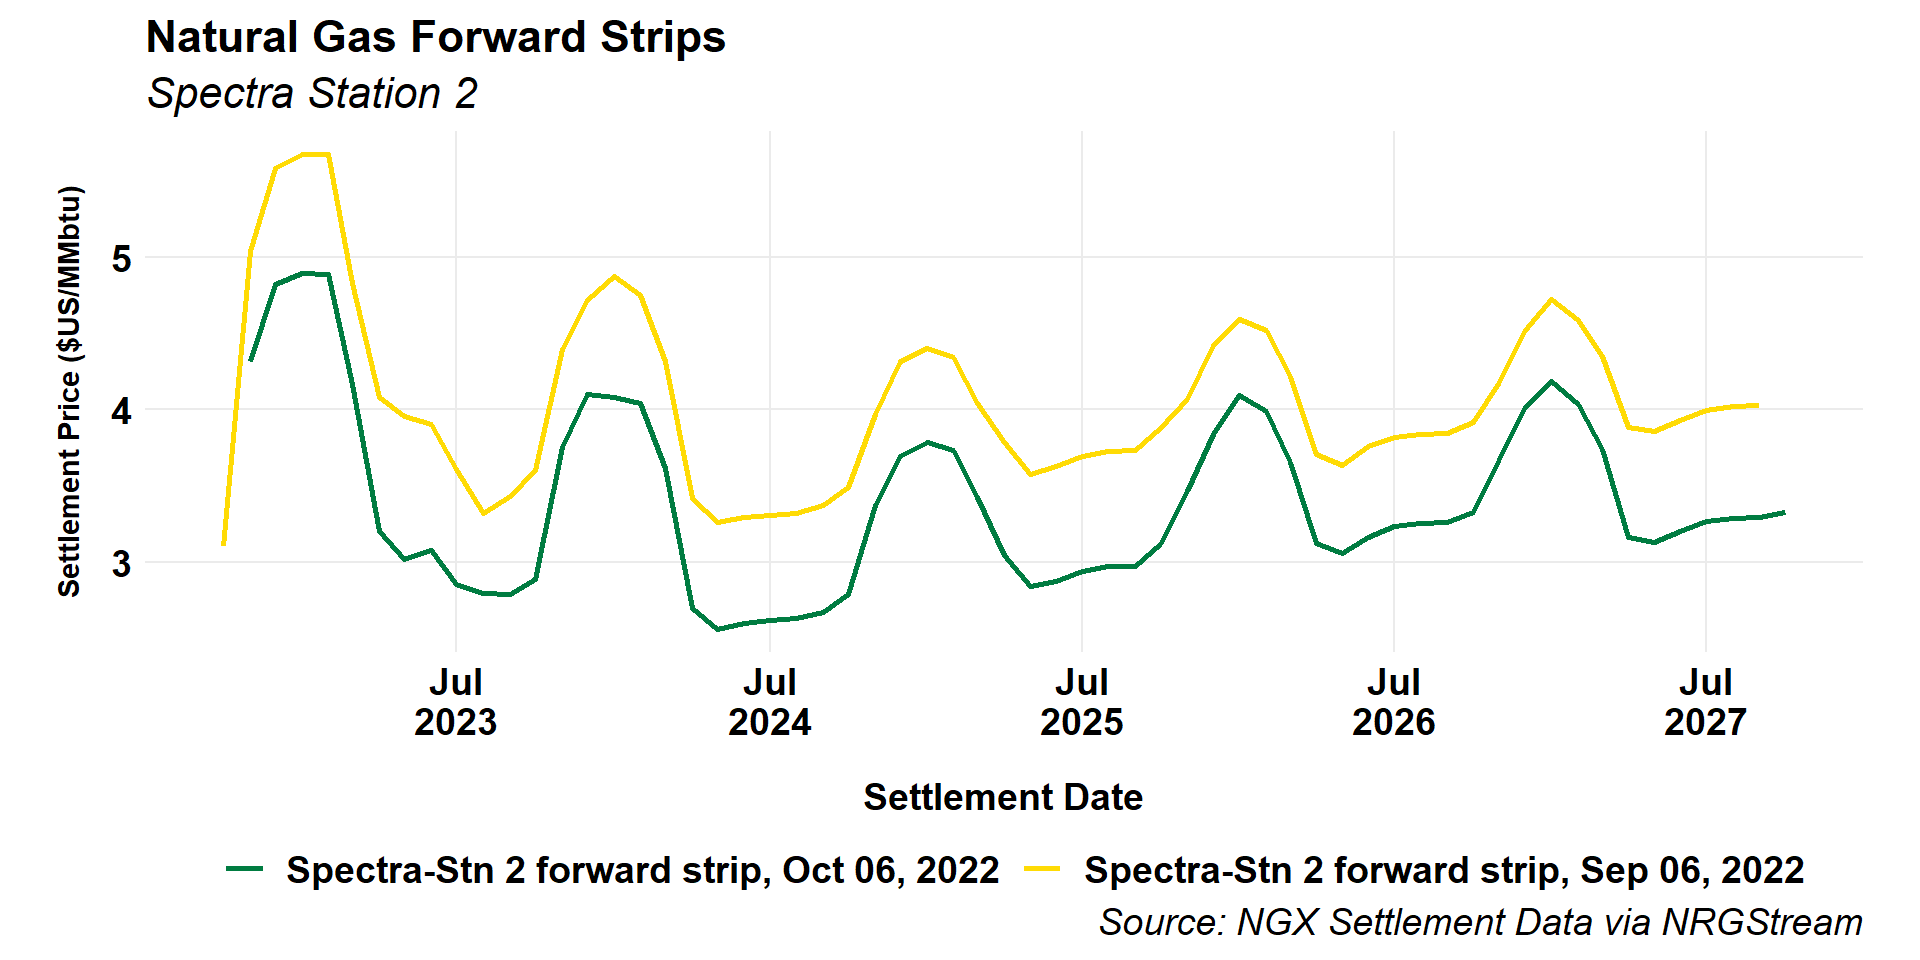 Natural Gas Forward Strips
Spectra Station 2
Settlement Price ($US/MMbtu)
5
4
3
Jul
2023
Jul
2024
Jul
2025
Jul
2026
Jul
2027
Settlement Date
Spectra-Stn 2 forward strip, Oct 06, 2022
Spectra-Stn 2 forward strip, Sep 06, 2022
Source: NGX Settlement Data via NRGStream